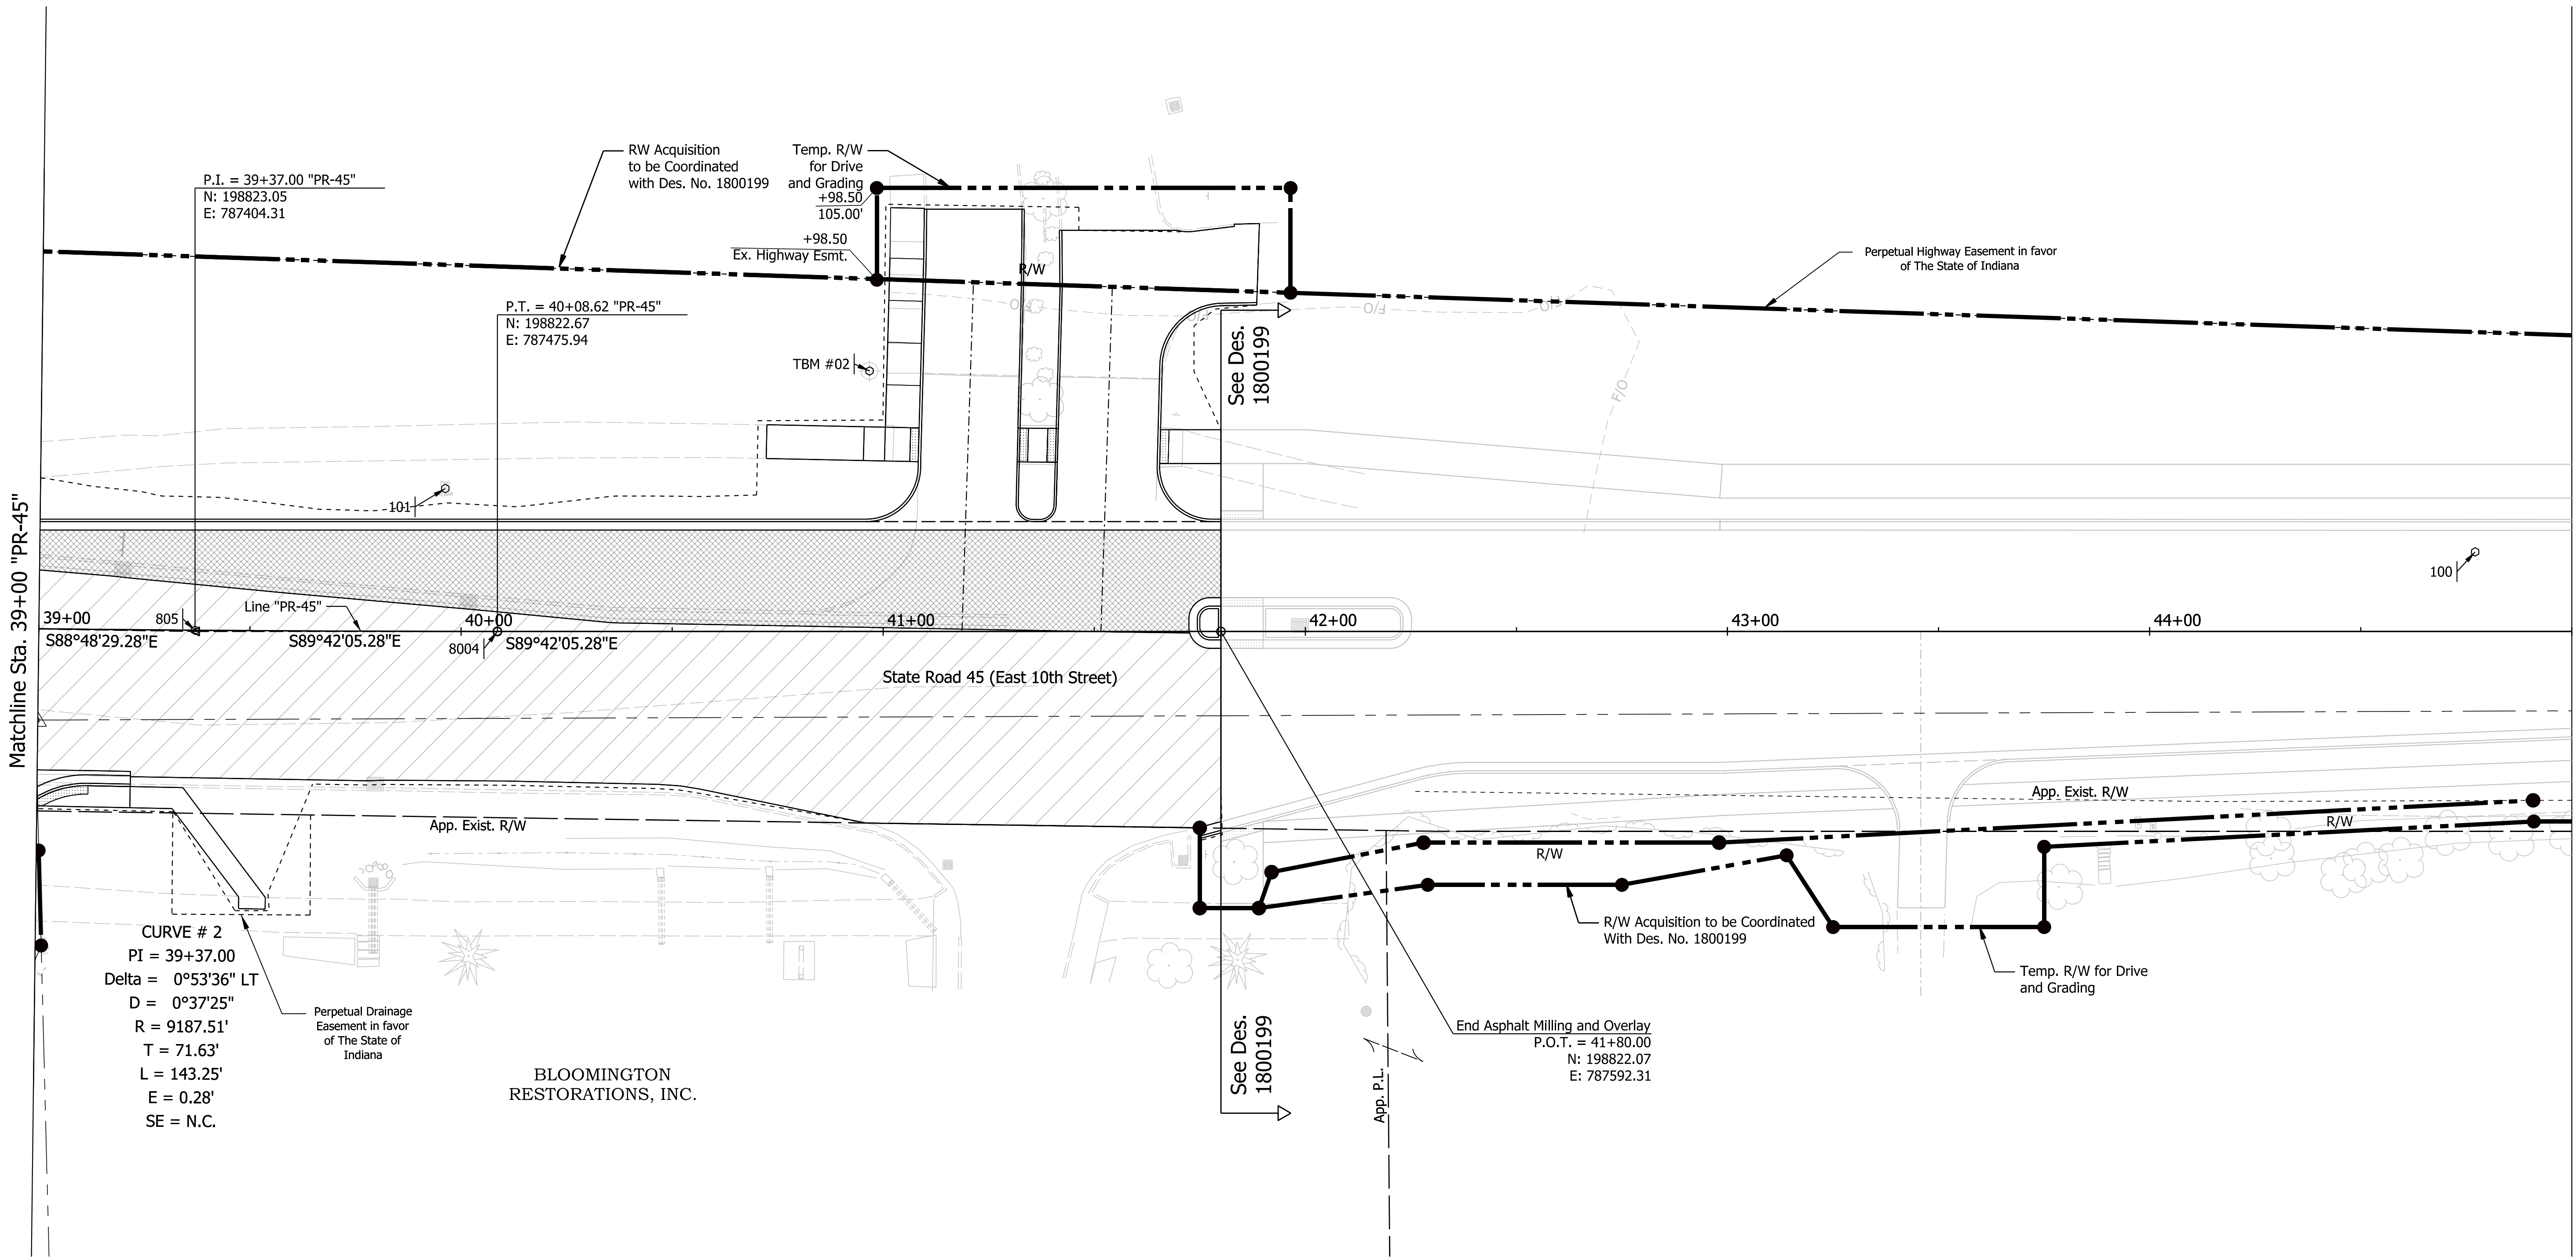 RW Acquisition
to be Coordinated
with Des. No. 1800199
Temp. R/W
for Drive
and Grading
+98.50
105.00'
P.I. = 39+37.00 "PR-45"
N: 198823.05
E: 787404.31
+98.50
Ex. Highway Esmt.
R/W
Perpetual Highway Easement in favor
of The State of Indiana
P.T. = 40+08.62 "PR-45"
N: 198822.67
E: 787475.94
F/O
F/O
F/O
F/O
F/O
TBM #02
See Des.
1800199
101
100
Matchline Sta. 39+00 "PR-45"
39+00
805
Line "PR-45"
40+00
41+00
42+00
43+00
44+00
S88°48'29.28"E
S89°42'05.28"E
8004
S89°42'05.28"E
State Road 45 (East 10th Street)
App. Exist. R/W
App. Exist. R/W
R/W
R/W
R/W Acquisition to be Coordinated
With Des. No. 1800199
Temp. R/W for Drive
and Grading
CURVE # 2
PI = 39+37.00
Delta = 0°53'36" LT
D = 0°37'25"
R = 9187.51'
T = 71.63'
L = 143.25'
E = 0.28'
SE = N.C.
Perpetual Drainage
Easement in favor
of The State of
Indiana
BLOOMINGTON
RESTORATIONS, INC.
See Des.
1800199
App. P.L.
End Asphalt Milling and Overlay
P.O.T. = 41+80.00
N: 198822.07
E: 787592.31